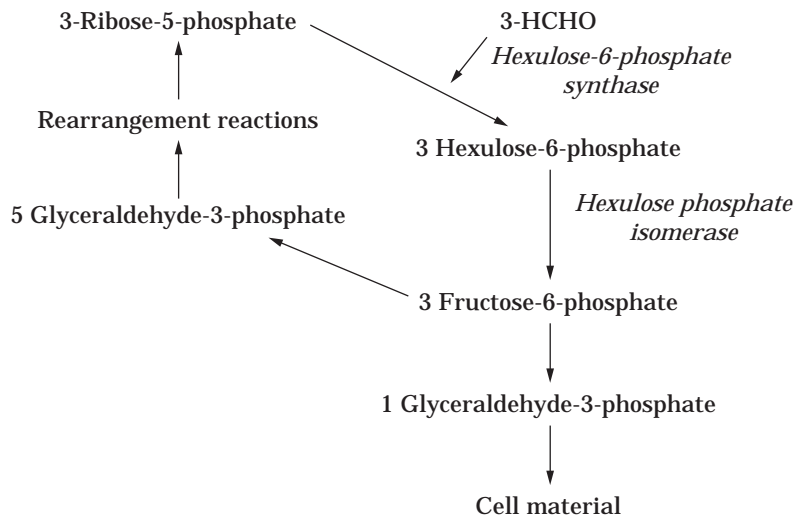 3-Ribose-5-phosphate
3-HCHO
Hexulose-6-phosphate
synthase
Rearrangement reactions
3 Hexulose-6-phosphate
5 Glyceraldehyde-3-phosphate
Hexulose phosphate
isomerase
3 Fructose-6-phosphate
1 Glyceraldehyde-3-phosphate
Cell material